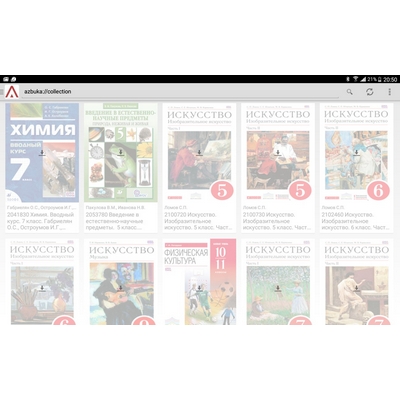 21% 20:50
azbuka://collection
ХИМИЯ
ВВОДНЫЙ
КУРС
7
ВВЕДЕНИЕ В ЕСТЕСТВЕННО-
НАУЧНЫЕ ПРЕДМЕТЫ
5
ИСКУССТВО
Изобразительное искусство
5
ИСКУССТВО
Изобразительное искусство
5
ИСКУССТВО
Изобразительное искусство
6
Габриелян О.С., Остроумов И.Г
2041830 Химия. Вводный
курс. 7 класс, Габриелян
О.С., Остроумов И.Г ,...
Пакулова В.М., Иванова Н.В.
2053780 Введение в
естественно-научные
предметы. 5 класс....
Ломов С.П.
2100720 Искусство.
Изобразительное
искусство. 5 класс. Част...
Ломов С.П.
2100730 Искусство.
Изобразительное
искусство. 5 класс. Част...
Ломов С.П.
2102460 Искусство.
Изобразительное
искусство. 6 класс. Част...
ИСКУССТВО
Изобразительное искусство
ИСКУССТВО
Музыка
ФИЗИЧЕСКАЯ
КУЛЬТУРА
10
11
ИСКУССТВО
Изобразительное искусство
ИСКУССТВО
Изобразительное искусство